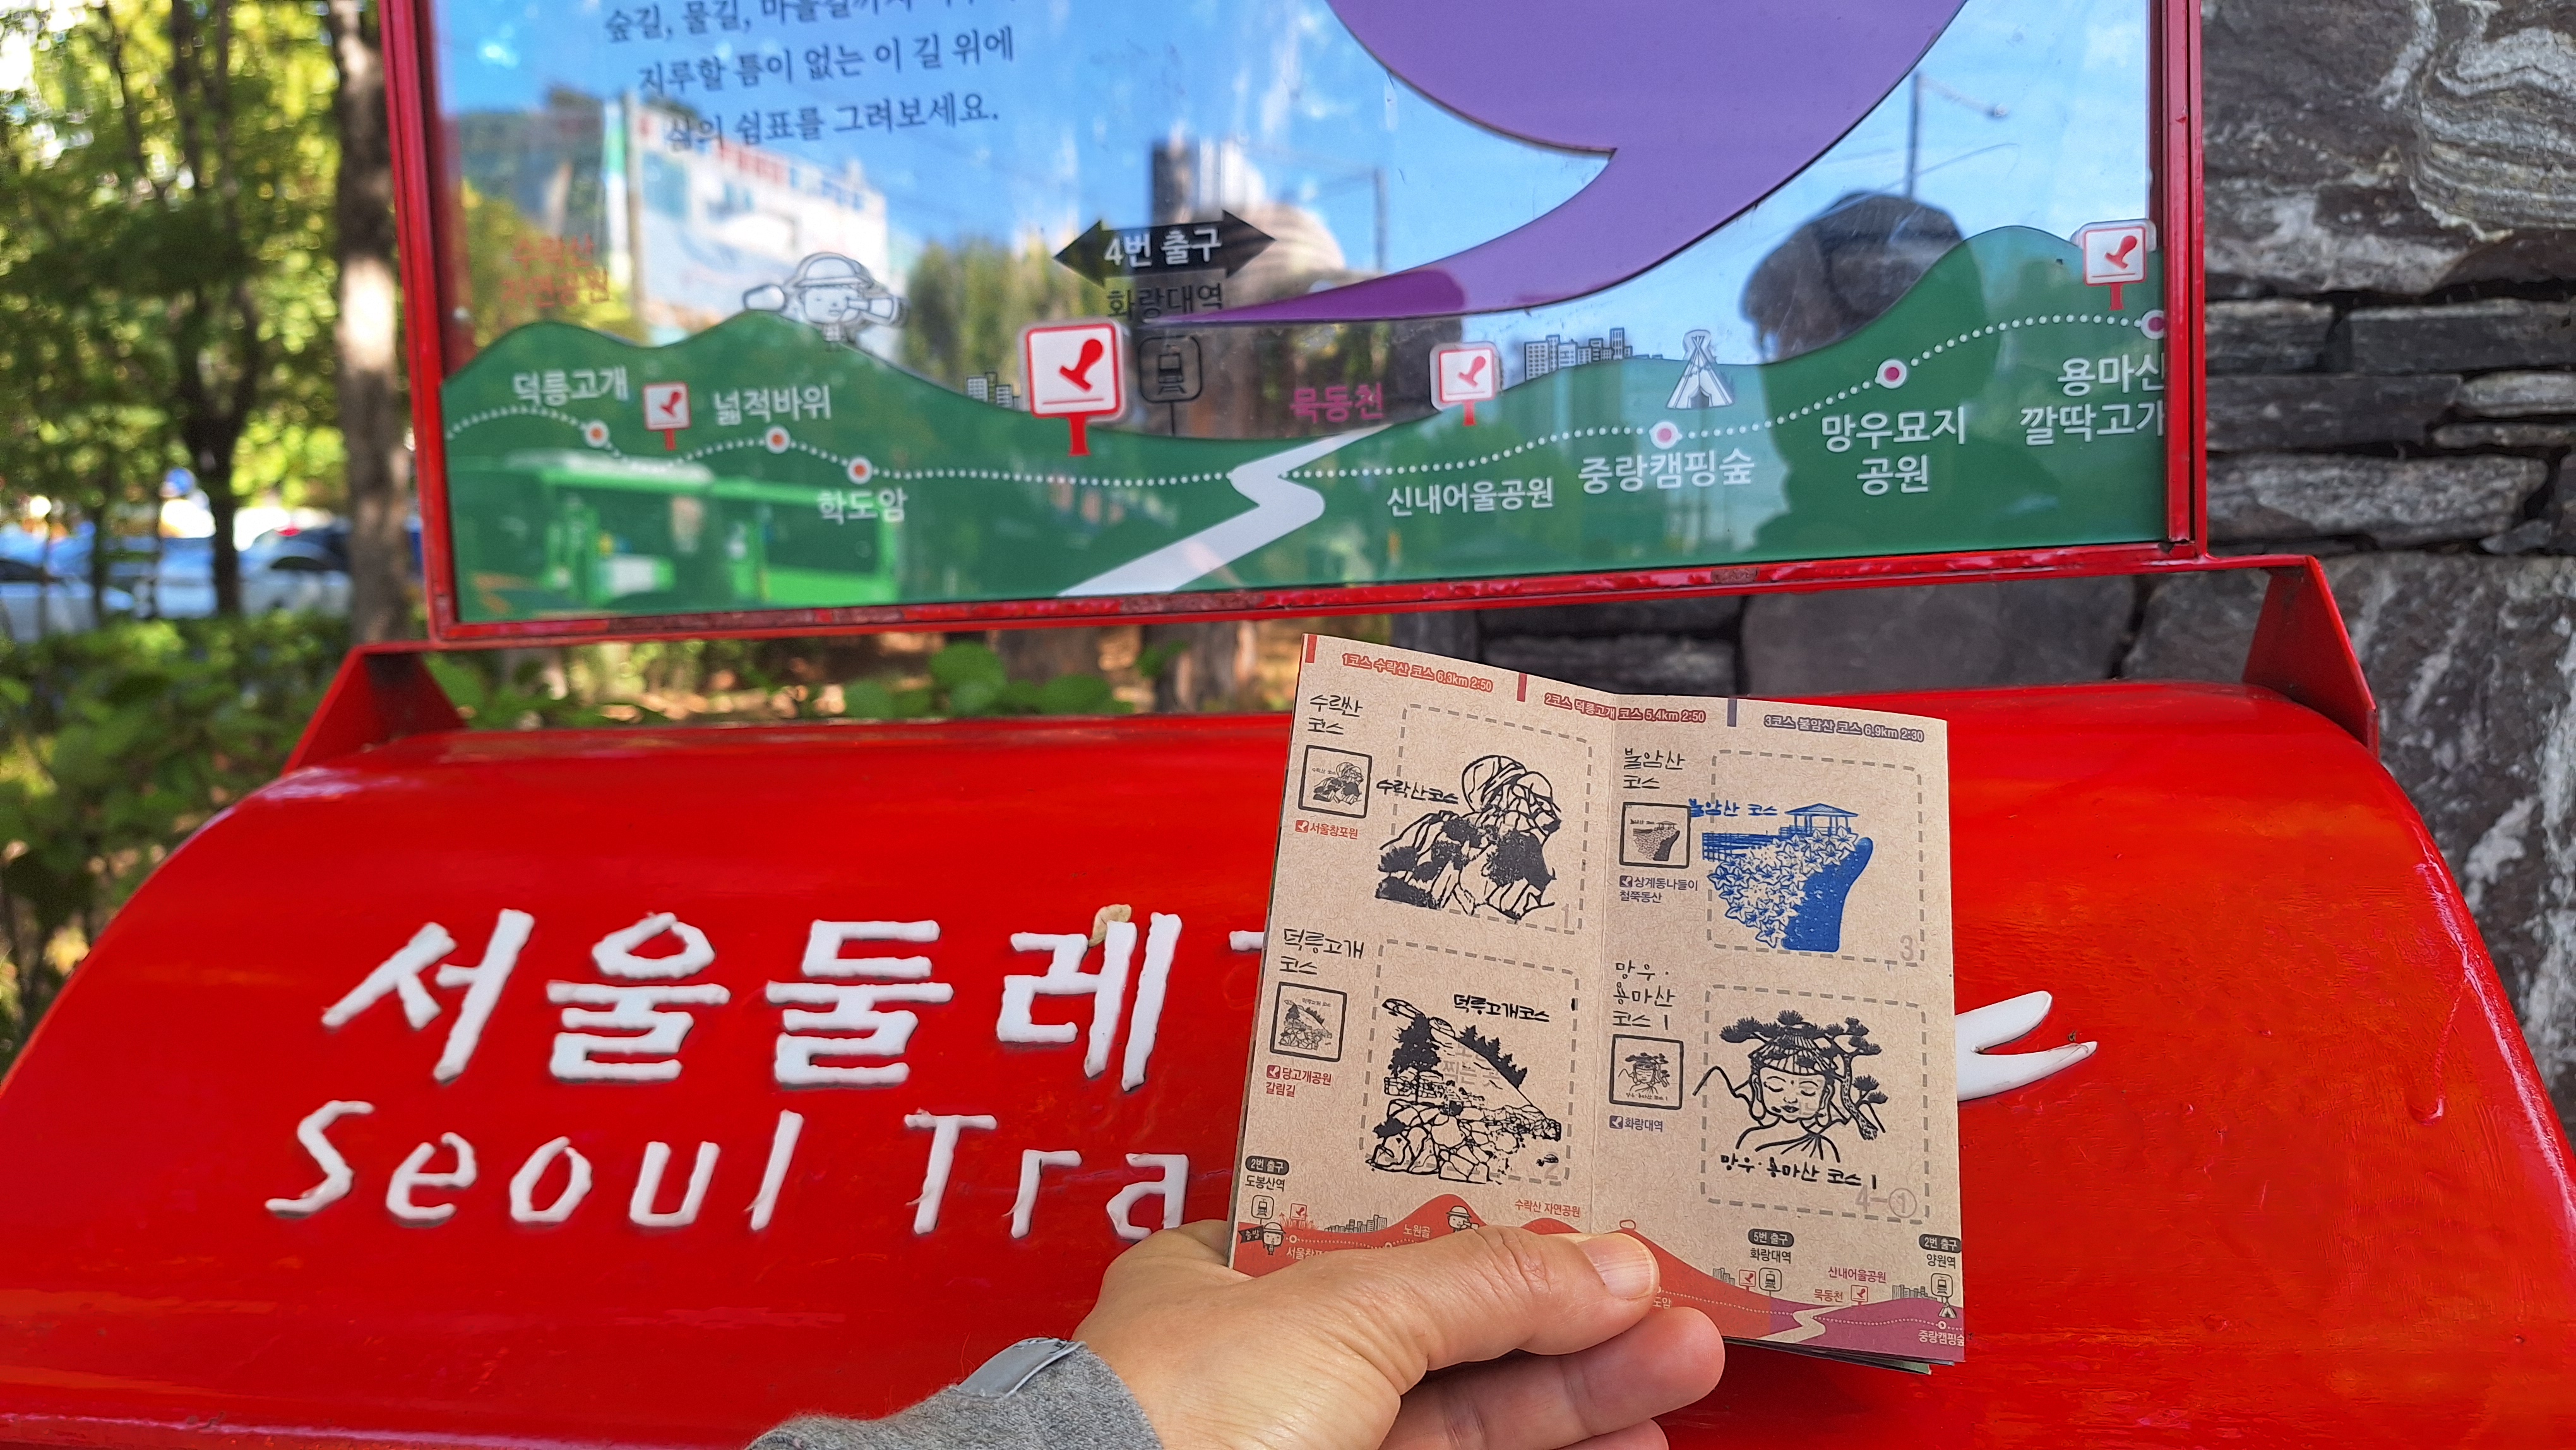 숲길, 물길, 마을길까지
지루할 틈이 없는 이 길 위에
삶의 쉼표를 그려보세요.
수락산
자연공원
4번 출구
화랑대역
덕릉고개
넓적바위
학도암
묵동천
신내어울공원
중랑캠핑숲
망우묘지
공원
용마산
깔딱고개
서울둘레
Seoul Tra
1코스 수락산 코스 6.3km 2:50
2코스 덕릉고개 코스 5.4km 2:50
3코스 불암산 코스 6.9km 2:30
수락산
코스
수락산코스
서울창포원
1
덕릉고개
코스
덕릉고개코스
당고개공원
갈림길
2
불암산
코스
불암산 코스
상계동나들이
철쭉동산
3
망우·
용마산
코스 1
화랑대역
망우·용마산 코스 1
4-①
2번 출구
도봉산역
노원골
수락산 자연공원
5번 출구
화랑대역
묵동천
신내어울공원
2번 출구
양원역
중랑캠핑숲